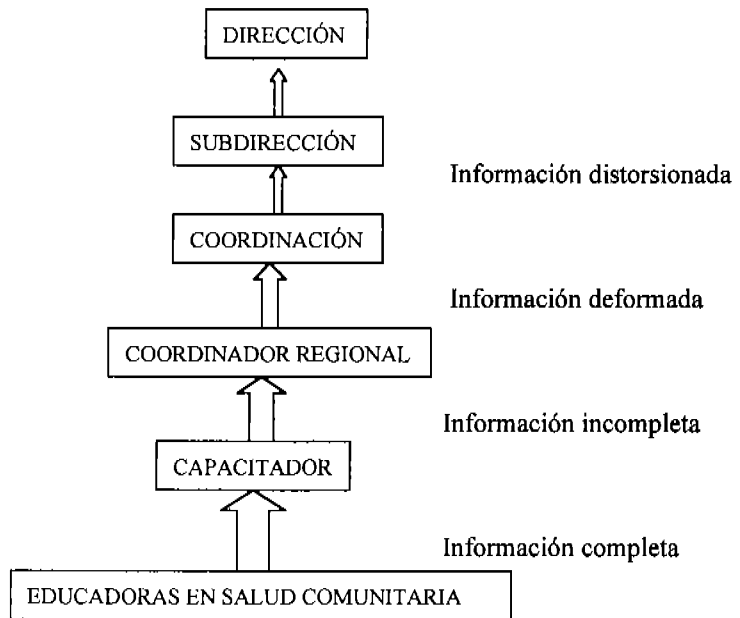 DIRECCIÓN
SUBDIRECCIÓN
Información distorsionada
COORDINACIÓN
Información deformada
COORDINADOR REGIONAL
Información incompleta
CAPACITADOR
Información completa
EDUCADORAS EN SALUD COMUNITARIA